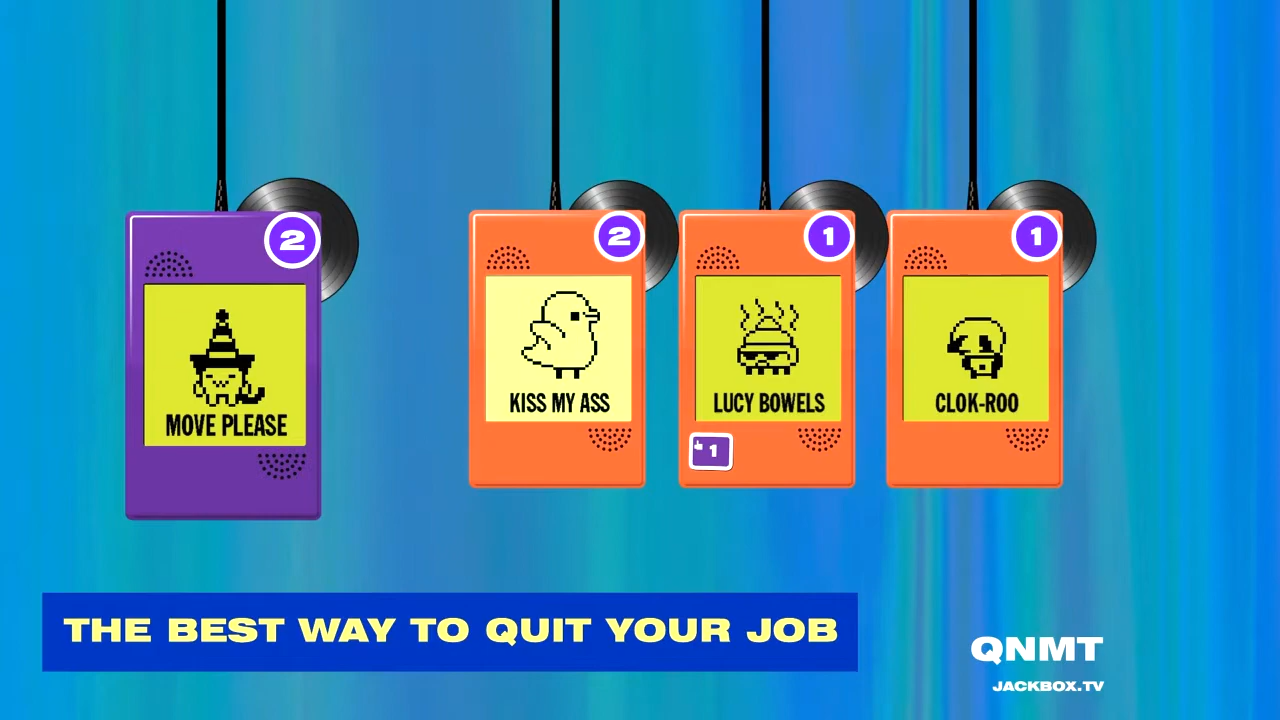 2
MOVE PLEASE
2
KISS MY ASS
1
LUCY BOWELS
1
1
CLOK-ROO
THE BEST WAY TO QUIT YOUR JOB
QNMT
JACKBOX.TV